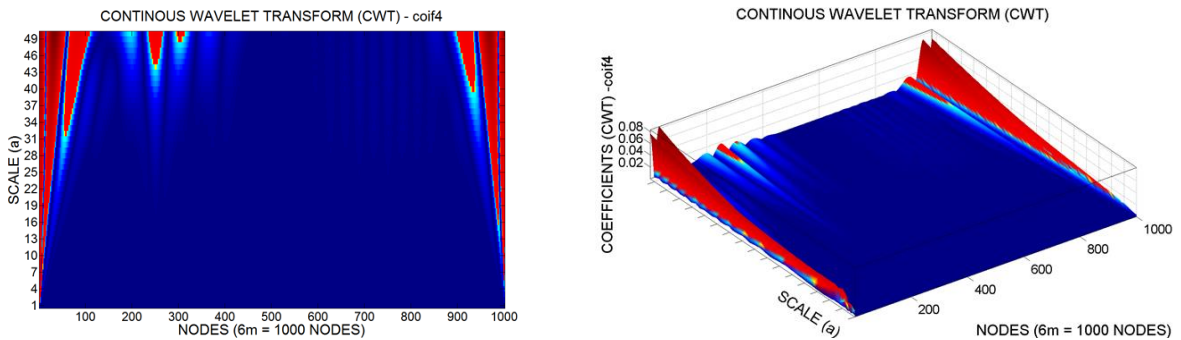 CONTINOUS WAVELET TRANSFORM (CWT) - coif4
SCALE (a)
49
46
43
40
37
34
31
28
25
22
19
16
13
10
7
4
1
100 200 300 400 500 600 700 800 900 1000
NODES (6m = 1000 NODES)
CONTINOUS WAVELET TRANSFORM (CWT)
COEFFICIENTS (CWT) -coif4
0.08
0.06
0.04
0.02
SCALE (a)
200 400 600 800 1000
NODES (6m = 1000 NODES)